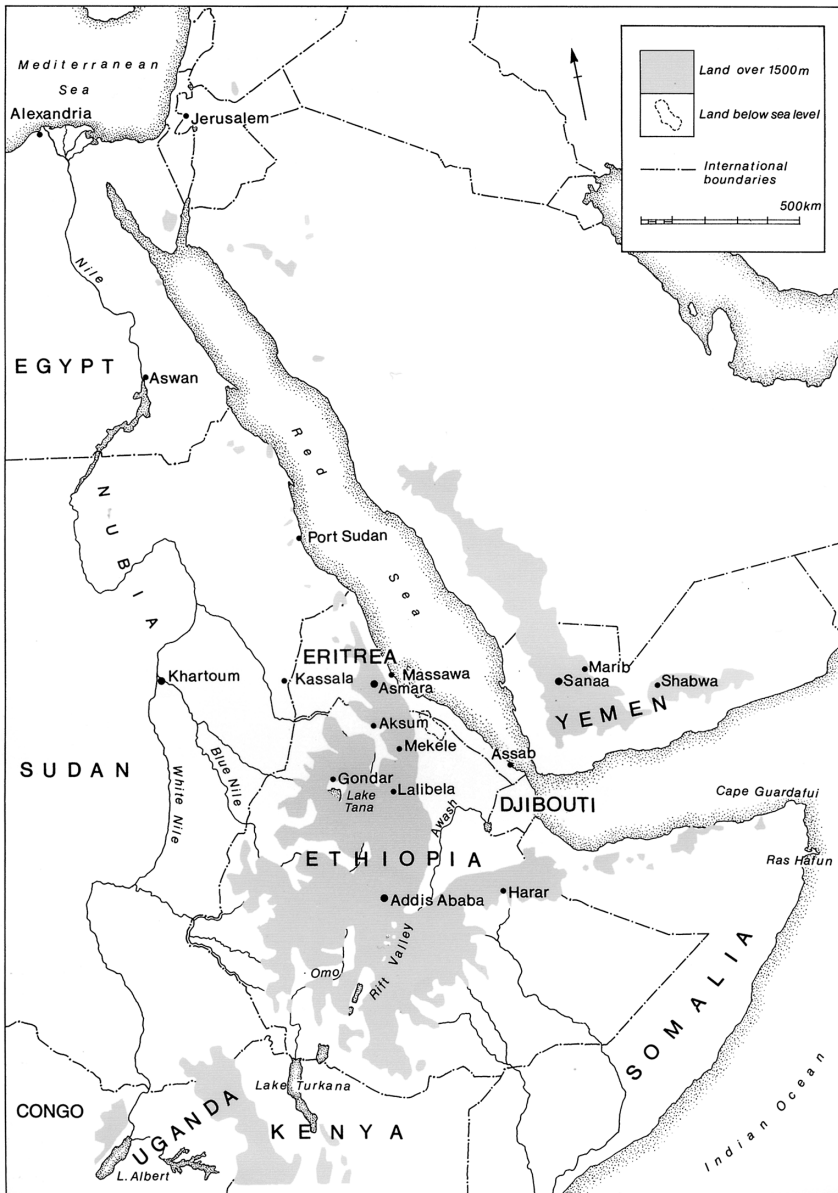 Mediterranean
Sea
Alexandria
Jerusalem
Land over 1500m
Land below sea level
International
boundaries
500km
Nile
EGYPT
Aswan
Red
Sea
NUBIA
Port Sudan
ERITREA
Massawa
Asmara
Kassala
Khartoum
Marib
Sanaa
Shabwa
YEMEN
Aksum
Mekele
Assab
SUDAN
White Nile
Blue Nile
Gondar
Lake
Tana
Lalibela
Awash
DJIBOUTI
Cape Guardafui
Ras Hafun
ETHIOPIA
Addis Ababa
Harar
Omo
Rift Valley
SOMALIA
Lake Turkana
CONGO
UGANDA
KENYA
L. Albert
Indian Ocean